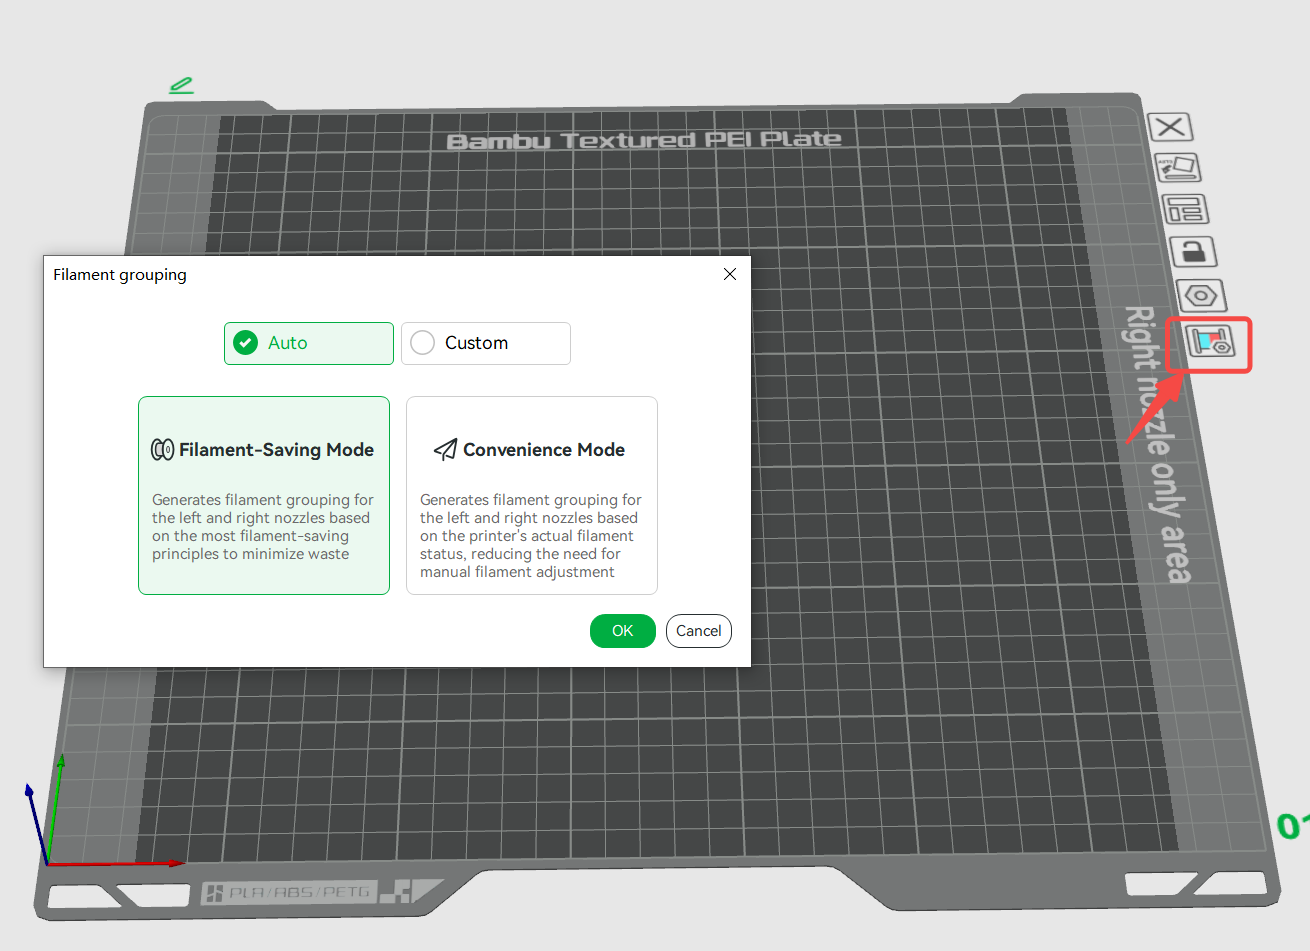 Bambu Textured PEI Plate
Filament grouping
Auto
Custom
Filament-Saving Mode
Generates filament grouping for
the left and right nozzles based
on the most filament-saving
principles to minimize waste
Convenience Mode
Generates filament grouping for
the left and right nozzles based
on the printer's actual filament
status, reducing the need for
manual filament adjustment
OK
Cancel
AUTO
Right nozzle only area
01
PLA/ABS/PETG